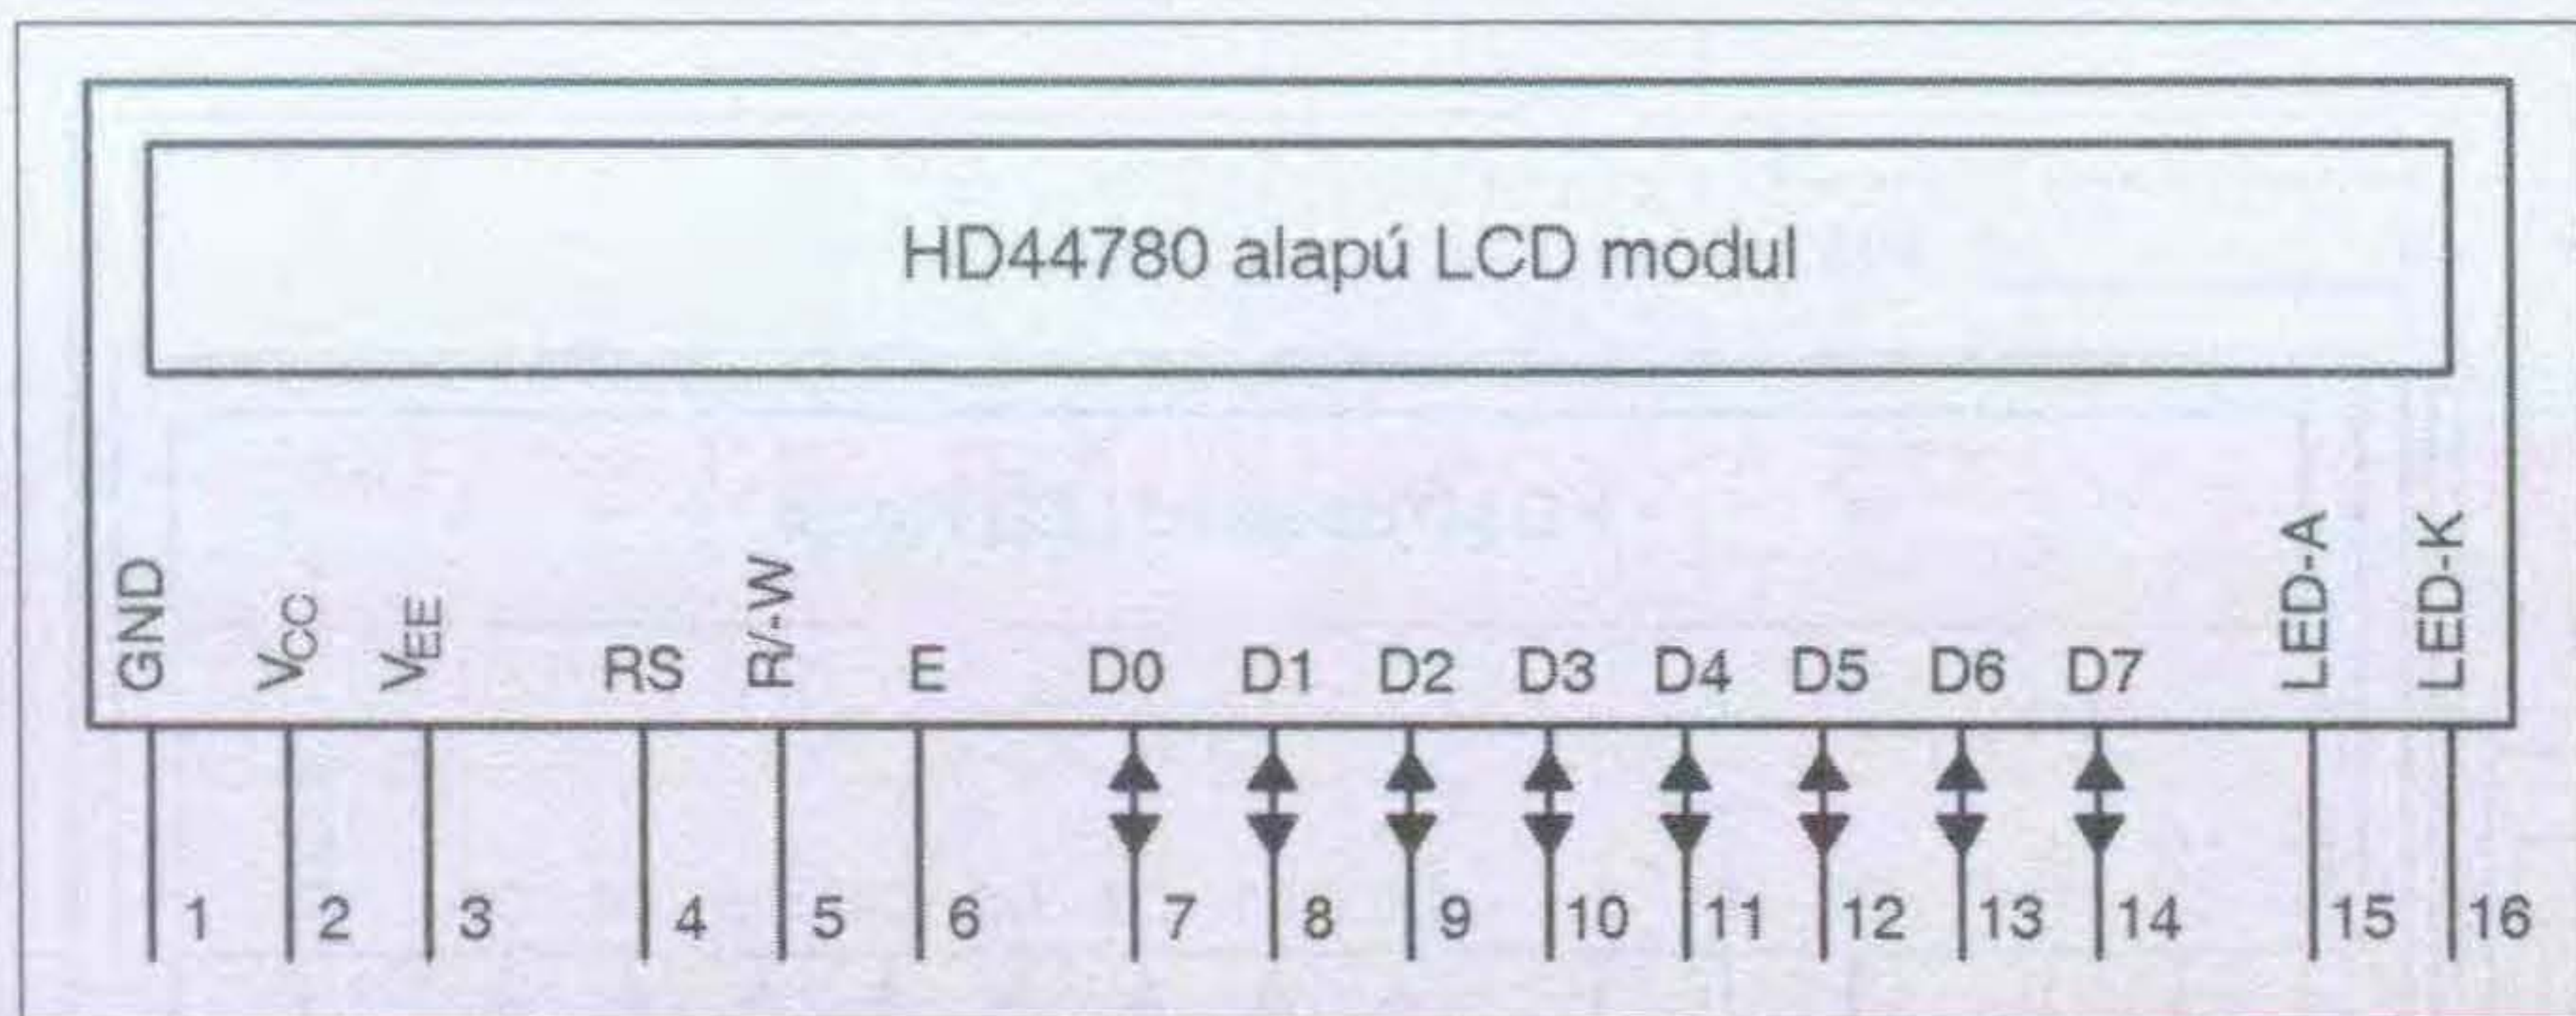 HD44780 alapú LCD modul
GND VCC VEE RS R/-W E D0 D1 D2 D3 D4 D5 D6 D7 LED-A LED-K
1 2 3 4 5 6 7 8 9 10 11 12 13 14 15 16